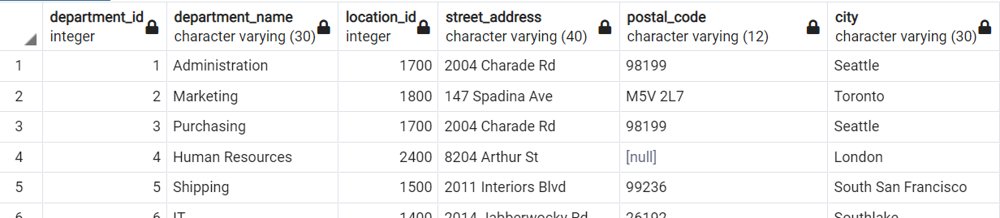 department_id department_name location_id street_address postal_code city
integer character varying (30) integer character varying (40) character varying (12) character varying (30)
1 1 Administration 1700 2004 Charade Rd 98199 Seattle
2 2 Marketing 1800 147 Spadina Ave M5V 2L7 Toronto
3 3 Purchasing 1700 2004 Charade Rd 98199 Seattle
4 4 Human Resources 2400 8204 Arthur St [null] London
5 5 Shipping 1500 2011 Interiors Blvd 99236 South San Francisco
6 6 IT 1400 2014 Jabberwocky Rd 26192 Southlake